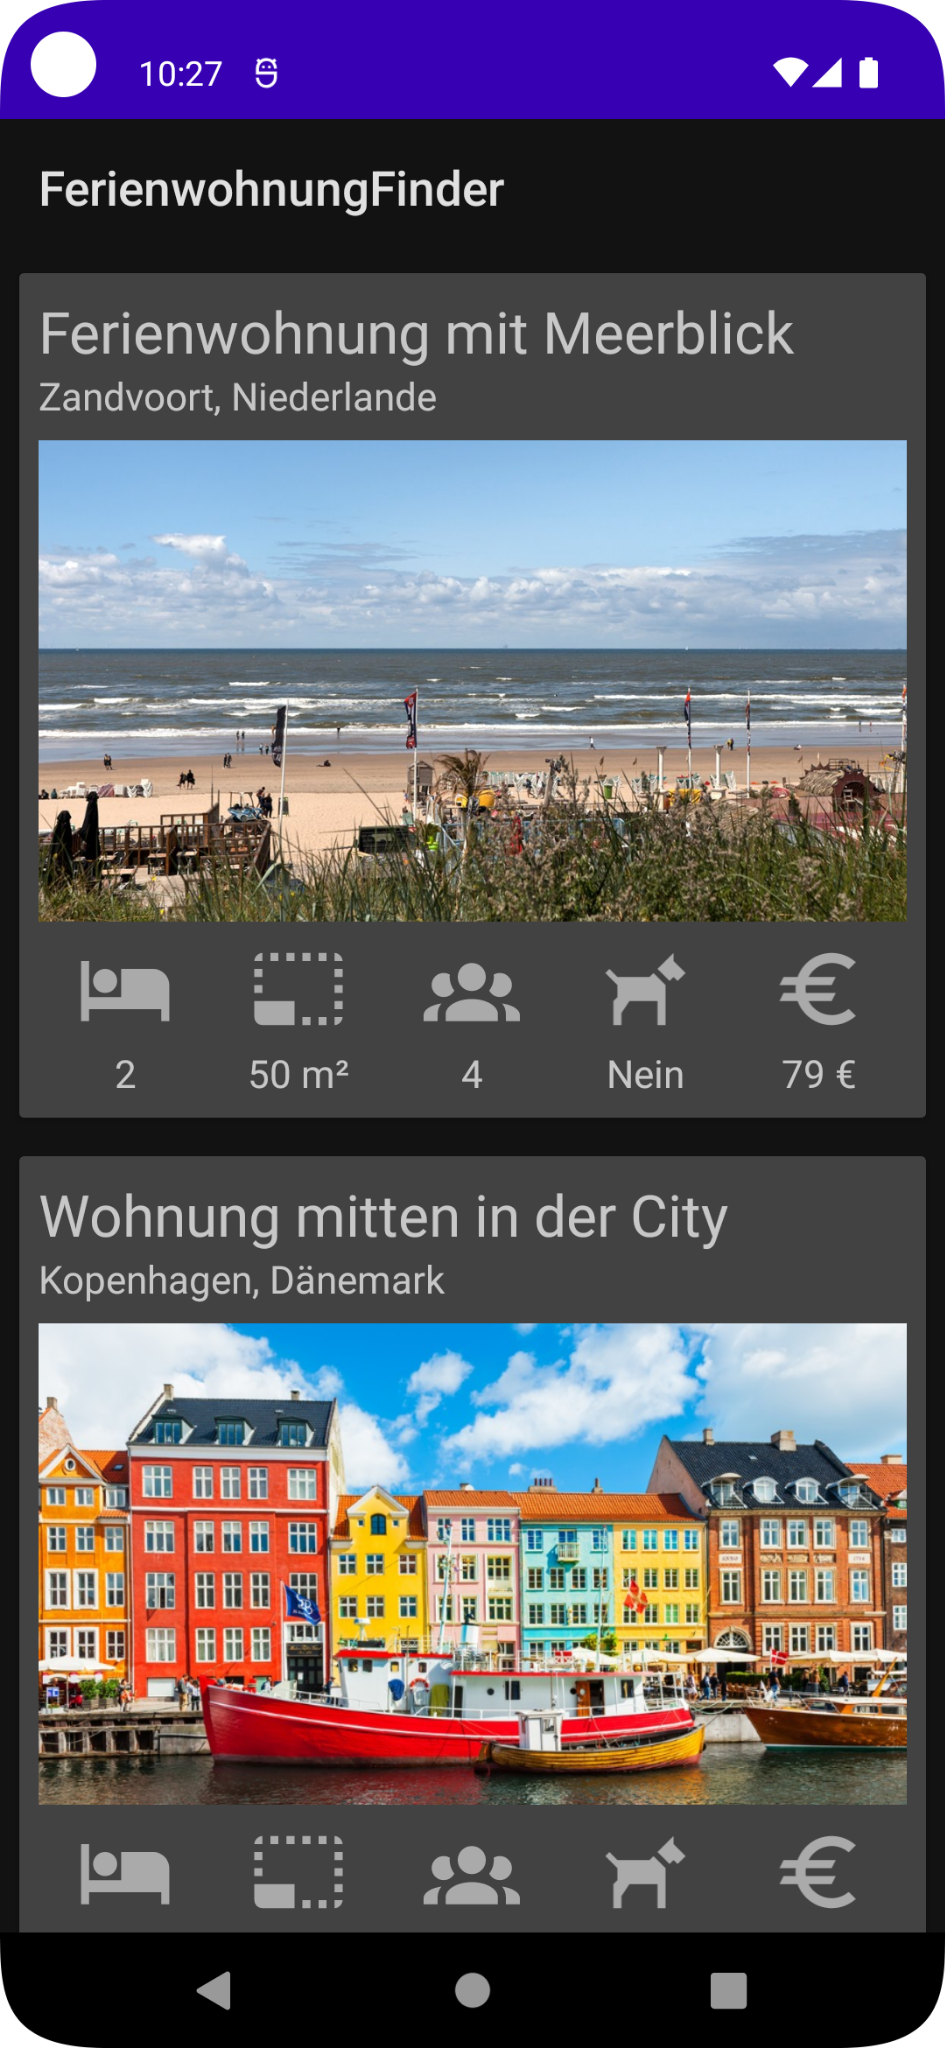 10:27
FerienwohnungFinder
Ferienwohnung mit Meerblick
Zandvoort, Niederlande
2 50 m² 4 Nein 79 €
Wohnung mitten in der City
Kopenhagen, Dänemark